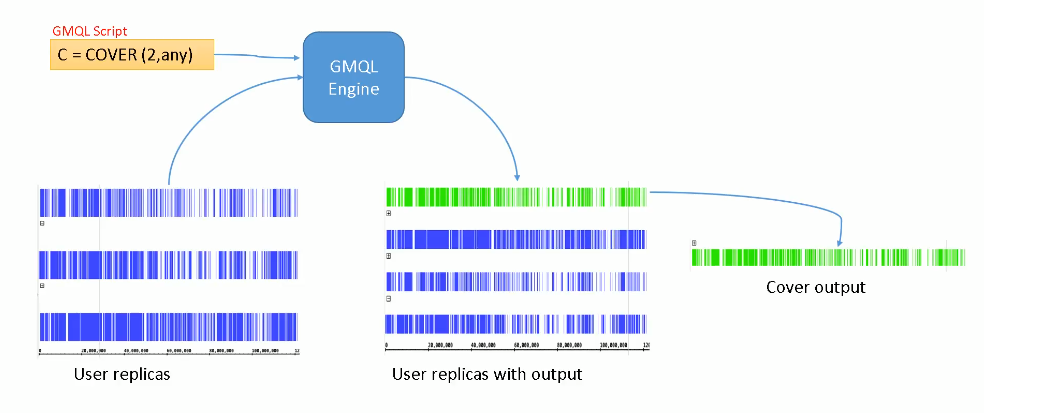 GMQL Script
C = COVER (2,any)
GMQL
Engine
0 20,000,000 40,000,000 60,000,000 80,000,000 100,000,000 12
User replicas
0 20,000,000 40,000,000 60,000,000 80,000,000 100,000,000 120
User replicas with output
Cover output